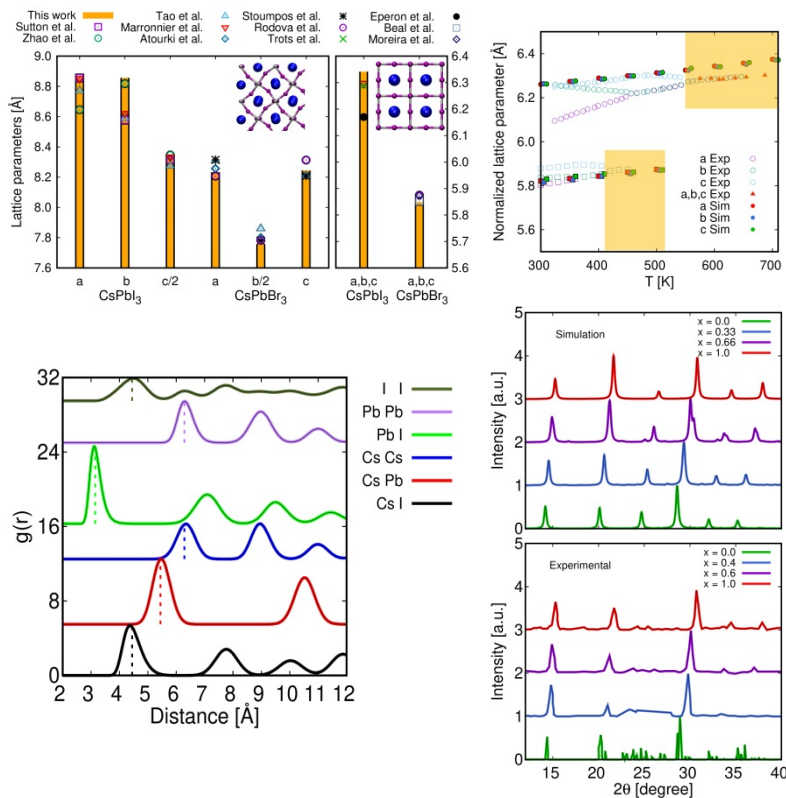 This work
Sutton et al.
Zhao et al.
Tao et al.
Marronnier et al.
Atourki et al.
Stoumpos et al.
Rodova et al.
Trots et al.
Eperon et al.
Beal et al.
Moreira et al.
Lattice parameters [Å]
9.0
8.8
8.6
8.4
8.2
8.0
7.8
7.6
a b c/2 a b/2 c
CsPbI3 CsPbBr3
a,b,c a,b,c
CsPbI3 CsPbBr3
6.4
6.3
6.2
6.1
6.0
5.9
5.8
5.7
5.6
Normalized lattice parameter [Å]
6.4
6.2
6.0
5.8
5.6
5.4
300 400 500 600 700
T [K]
a Exp
b Exp
c Exp
a,b,c Exp
a Sim
b Sim
c Sim
g(r)
32
24
16
8
0
2 3 4 5 6 7 8 9 10 11 12
Distance [Å]
I I
Pb Pb
Pb I
Cs Cs
Cs Pb
Cs I
Intensity [a.u.]
5
4
3
2
1
0
Simulation
x = 0.0
x = 0.33
x = 0.66
x = 1.0
Intensity [a.u.]
5
4
3
2
1
0
Experimental
x = 0.0
x = 0.4
x = 0.6
x = 1.0
15 20 25 30 35 40
2θ [degree]